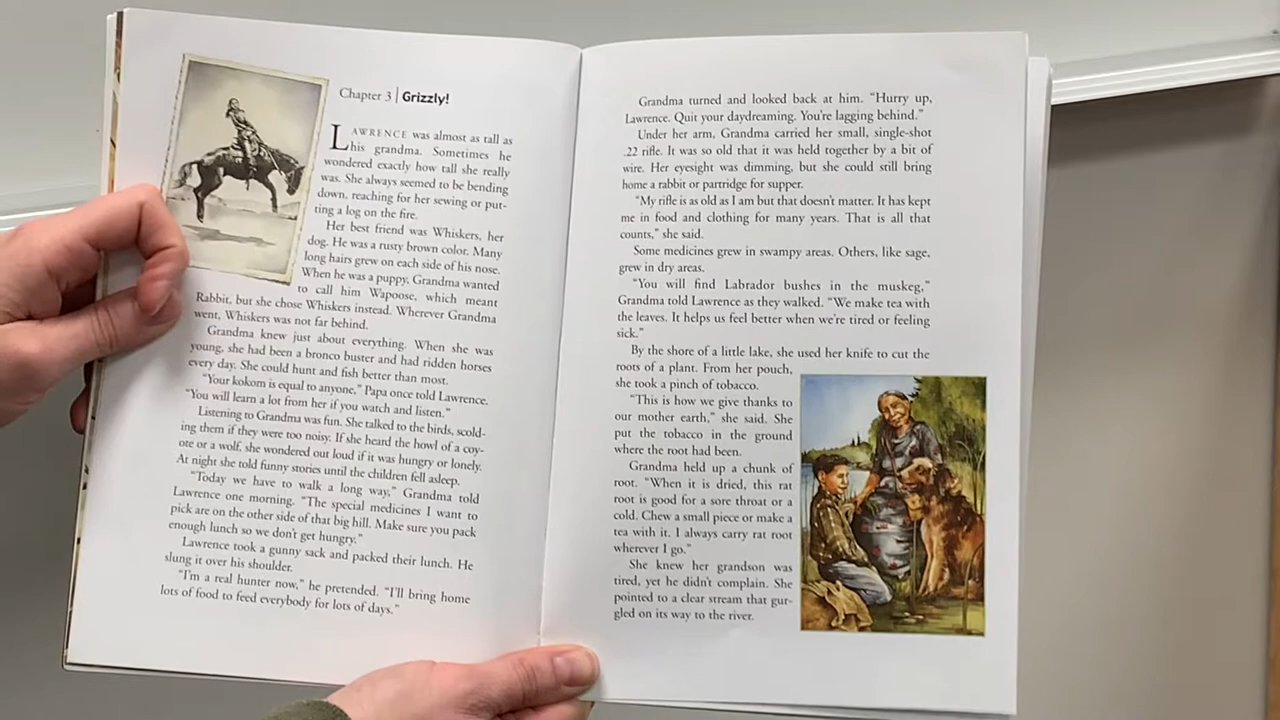 Chapter 3 | Grizzly!
LAWRENCE was almost as tall as
his grandma. Sometimes he
wondered exactly how tall she really
was. She always seemed to be bending
down, reaching for her sewing or put-
ting a log on the fire.
Her best friend was Whiskers, her
dog. He was a rusty brown color. Many
long hairs grew on each side of his nose.
When he was a puppy, Grandma wanted
to call him Wapoose, which meant
Rabbit, but she chose Whiskers instead. Wherever Grandma
went, Whiskers was not far behind.
Grandma knew just about everything. When she was
young, she had been a bronco buster and had ridden horses
every day. She could hunt and fish better than most.
"Your kokom is equal to anyone," Papa once told Lawrence.
"You will learn a lot from her if you watch and listen."
Listening to Grandma was fun. She talked to the birds, scold-
ing them if they were too noisy. If she heard the howl of a coy-
ote or a wolf, she wondered out loud if it was hungry or lonely.
At night she told funny stories until the children fell asleep.
"Today we have to walk a long way," Grandma told
Lawrence one morning. "The special medicines I want to
pick are on the other side of that big hill. Make sure you pack
enough lunch so we don't get hungry."
Lawrence took a gunny sack and packed their lunch. He
slung it over his shoulder.
"I'm a real hunter now," he pretended. "I'll bring home
lots of food to feed everybody for lots of days."
Grandma turned and looked back at him. "Hurry up,
Lawrence. Quit your daydreaming. You're lagging behind."
Under her arm, Grandma carried her small, single-shot
.22 rifle. It was so old that it was held together by a bit of
wire. Her eyesight was dimming, but she could still bring
home a rabbit or partridge for supper.
"My rifle is as old as I am but that doesn't matter. It has kept
me in food and clothing for many years. That is all that
counts," she said.
Some medicines grew in swampy areas. Others, like sage,
grew in dry areas.
"You will find Labrador bushes in the muskeg,"
Grandma told Lawrence as they walked. "We make tea with
the leaves. It helps us feel better when we're tired or feeling
sick."
By the shore of a little lake, she used her knife to cut the
roots of a plant. From her pouch,
she took a pinch of tobacco.
"This is how we give thanks to
our mother earth," she said. She
put the tobacco in the ground
where the root had been.
Grandma held up a chunk of
root. "When it is dried, this rat
root is good for a sore throat or a
cold. Chew a small piece or make a
tea with it. I always carry rat root
wherever I go."
She knew her grandson was
tired, yet he didn't complain. She
pointed to a clear stream that gur-
gled on its way to the river.